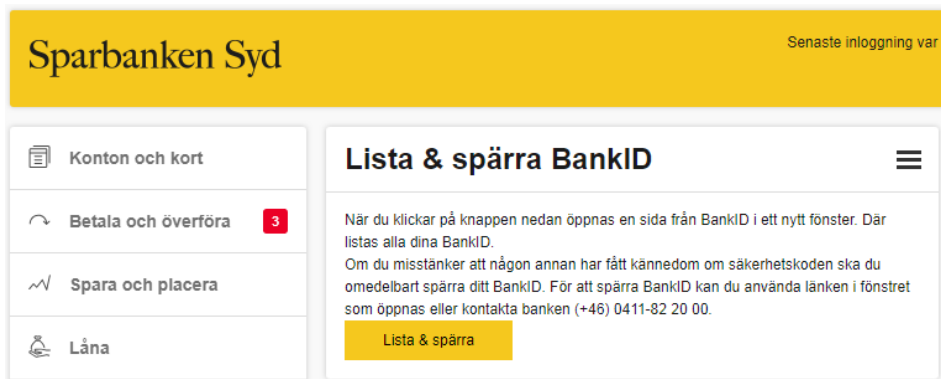 Sparbanken Syd
Senaste inloggning var
Konton och kort
Betala och överföra 3
Spara och placera
Låna
Lista & spärra BankID
När du klickar på knappen nedan öppnas en sida från BankID i ett nytt fönster. Där
listas alla dina BankID.
Om du misstänker att någon annan har fått kännedom om säkerhetskoden ska du
omedelbart spärra ditt BankID. För att spärra BankID kan du använda länken i fönstret
som öppnas eller kontakta banken (+46) 0411-82 20 00.
Lista & spärra